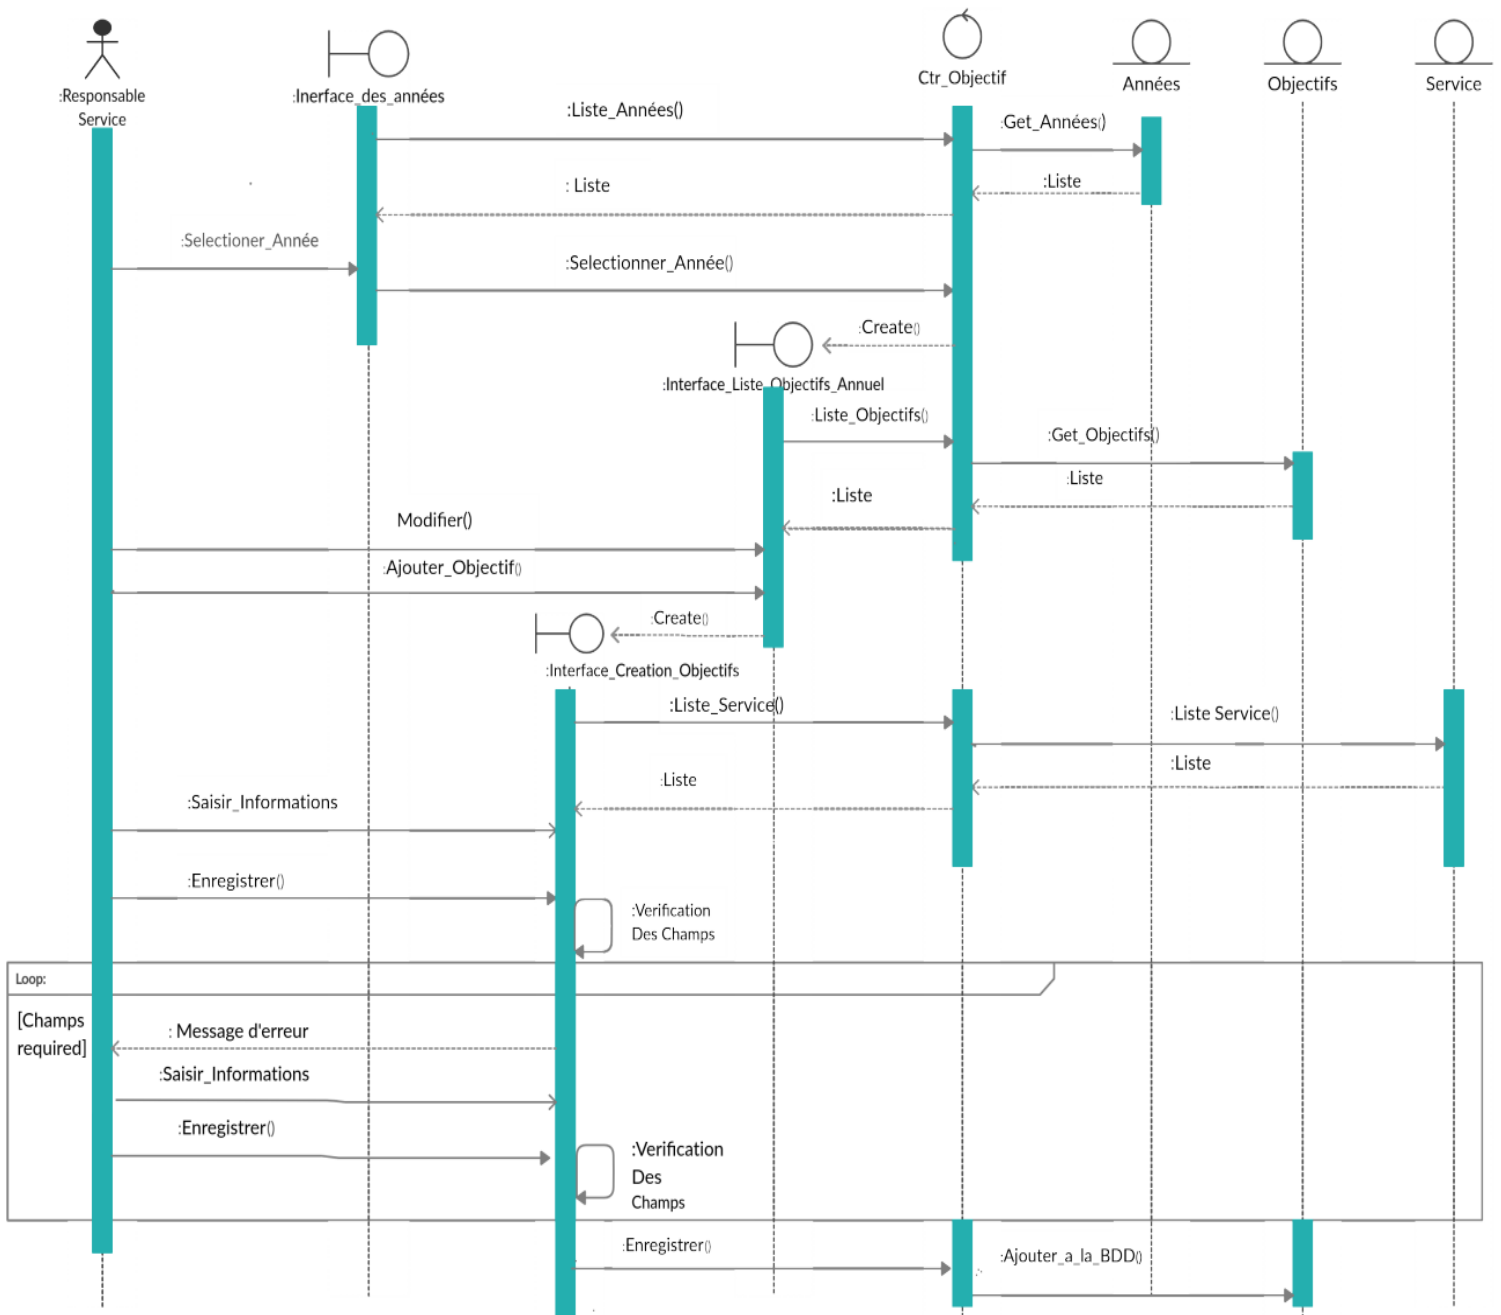 :Responsable
Service
:Inerface_des_années
Ctr_Objectif
Années
Objectifs
Service
:Liste_Années()
:Get_Années()
:Liste
: Liste
:Selectioner_Année
:Selectionner_Année()
:Create()
:Interface_Liste_Objectifs_Annuel
:Liste_Objectifs()
:Get_Objectifs()
:Liste
:Liste
Modifier()
:Ajouter_Objectif()
:Create()
:Interface_Creation_Objectifs
:Liste_Service()
:Liste Service()
:Liste
:Liste
:Saisir_Informations
:Enregistrer()
:Verification
Des Champs
Loop:
[Champs
required]
: Message d'erreur
:Saisir_Informations
:Enregistrer()
:Verification
Des
Champs
:Enregistrer()
:Ajouter_a_la_BDD()